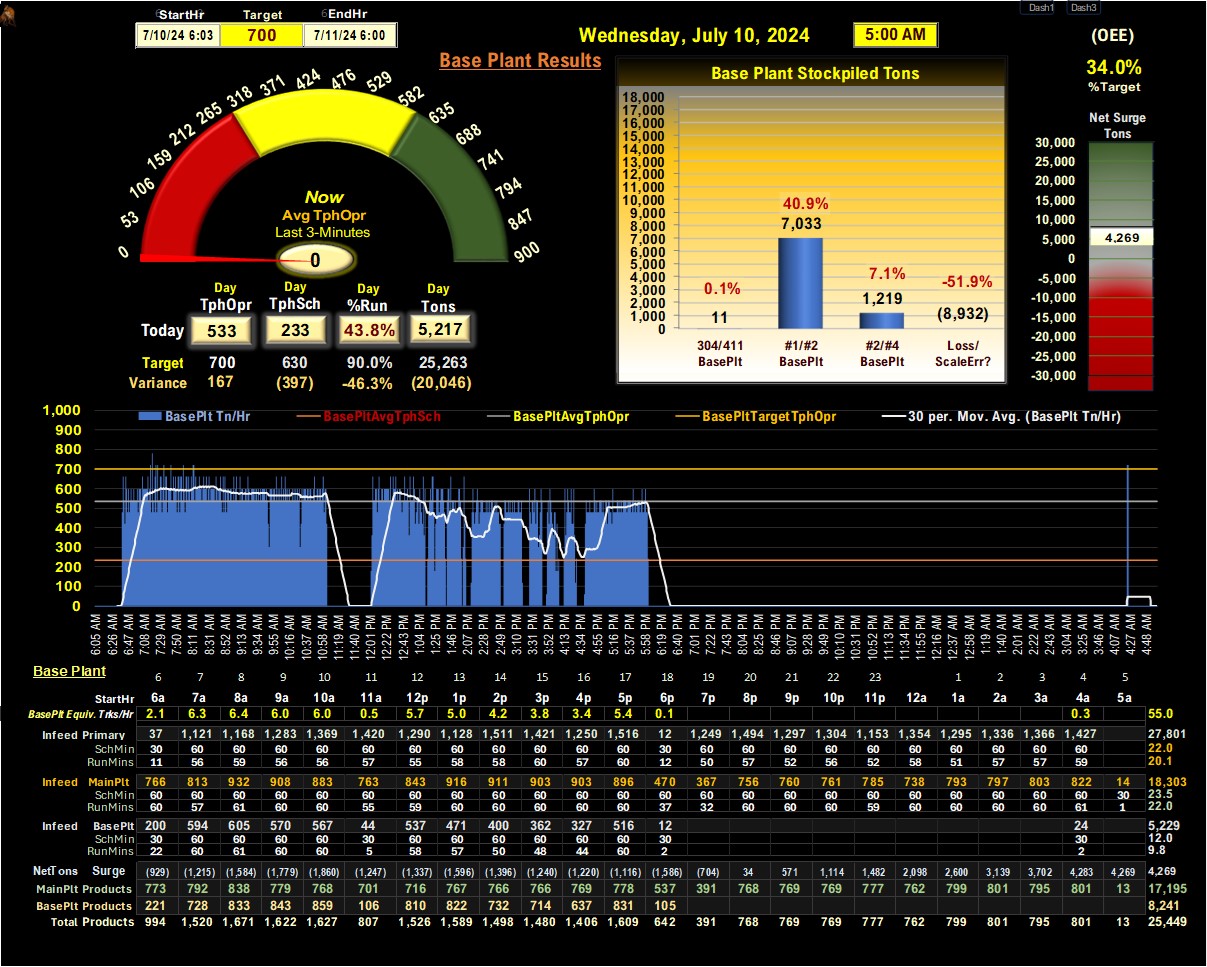 StartHr Target EndHr
7/10/24 6:03 700 7/11/24 6:00
Wednesday, July 10, 2024 5:00 AM
Dash1 Dash3
(OEE)
34.0%
%Target
Base Plant Results
0 53 106 159 212 265 318 371 424 476 529 582 635 688 741 794 847 900
Now
Avg TphOpr
Last 3-Minutes
0
Day Day Day Day
TphOpr TphSch %Run Tons
Today 533 233 43.8% 5,217
Target 700 630 90.0% 25,263
Variance 167 (397) -46.3% (20,046)
Base Plant Stockpiled Tons
18,000
17,000
16,000
15,000
14,000
13,000
12,000
11,000
10,000
9,000
8,000
7,000
6,000
5,000
4,000
3,000
2,000
1,000
0
0.1% 40.9% 7.1% -51.9%
11 7,033 1,219 (8,932)
304/411 #1/#2 #2/#4 Loss/
BasePlt BasePlt BasePlt ScaleErr?
Net Surge
Tons
30,000
25,000
20,000
15,000
10,000
5,000
0
-5,000
-10,000
-15,000
-20,000
-25,000
-30,000
4,269
BasePlt Tn/Hr BasePltAvgTphSch BasePltAvgTphOpr BasePltTargetTphOpr 30 per. Mov. Avg. (BasePlt Tn/Hr)
1,000
900
800
700
600
500
400
300
200
100
0
6:05 AM 6:26 AM 6:47 AM 7:08 AM 7:29 AM 7:50 AM 8:10 AM 8:31 AM 8:52 AM 9:13 AM 9:34 AM 9:55 AM 10:16 AM 10:37 AM 10:58 AM 11:19 AM 11:40 AM 12:01 PM 12:22 PM 12:43 PM 1:04 PM 1:25 PM 1:46 PM 2:07 PM 2:28 PM 2:49 PM 3:10 PM 3:31 PM 3:52 PM 4:13 PM 4:34 PM 4:55 PM 5:16 PM 5:37 PM 5:58 PM 6:19 PM 6:40 PM 7:01 PM 7:22 PM 7:43 PM 8:04 PM 8:25 PM 8:46 PM 9:07 PM 9:28 PM 9:49 PM 10:10 PM 10:31 PM 10:52 PM 11:13 PM 11:34 PM 11:55 PM 12:16 AM 12:37 AM 12:58 AM 1:19 AM 1:40 AM 2:01 AM 2:22 AM 2:43 AM 3:04 AM 3:25 AM 3:46 AM 4:07 AM 4:27 AM 4:48 AM
Base Plant
6 7 8 9 10 11 12 13 14 15 16 17 18 19 20 21 22 23 1 2 3 4 5
StartHr 6a 7a 8a 9a 10a 11a 12p 1p 2p 3p 4p 5p 6p 7p 8p 9p 10p 11p 12a 1a 2a 3a 4a 5a
BasePlt Equiv. Trks/Hr 2.1 6.3 6.4 6.0 6.0 0.5 5.7 5.0 4.2 3.8 3.4 5.4 0.1 0.3 55.0
Infeed Primary 37 1,121 1,168 1,283 1,369 1,420 1,290 1,128 1,511 1,421 1,250 1,516 12 1,249 1,494 1,297 1,304 1,153 1,354 1,295 1,336 1,366 1,427 27,801
SchMin 30 60 60 60 60 60 60 60 60 60 60 60 30 60 60 60 60 60 60 60 60 60 60 22.0
RunMins 11 56 59 56 56 57 55 58 58 60 57 60 12 50 57 52 56 52 58 51 57 57 59 20.1
Infeed MainPlt 766 813 932 908 883 763 843 916 911 903 903 896 470 367 756 760 761 785 738 793 797 803 822 14 18,303
SchMin 60 60 60 60 60 60 60 60 60 60 60 60 60 60 60 60 60 60 60 60 60 60 60 30 23.5
RunMins 60 57 61 60 60 55 59 60 60 60 60 60 37 32 60 60 60 59 60 60 60 60 61 1 22.0
Infeed BasePlt 200 594 605 570 567 44 537 471 400 362 327 516 12 24 5,229
SchMin 30 60 60 60 60 30 60 60 60 60 60 60 30 30 12.0
RunMins 22 60 61 60 60 5 58 57 50 48 44 60 2 2 9.8
NetTons Surge (929) (1,215) (1,584) (1,779) (1,860) (1,247) (1,337) (1,596) (1,396) (1,240) (1,220) (1,116) (1,586) (704) 34 571 1,114 1,482 2,098 2,600 3,139 3,702 4,283 4,269 4,269
MainPlt Products 773 792 838 779 768 701 716 767 766 766 769 778 537 391 768 769 769 777 762 799 801 795 801 13 17,195
BasePlt Products 221 728 833 843 859 106 810 822 732 714 637 831 105 8,241
Total Products 994 1,520 1,671 1,622 1,627 807 1,526 1,589 1,498 1,480 1,406 1,609 642 391 768 769 769 777 762 799 801 795 801 13 25,449